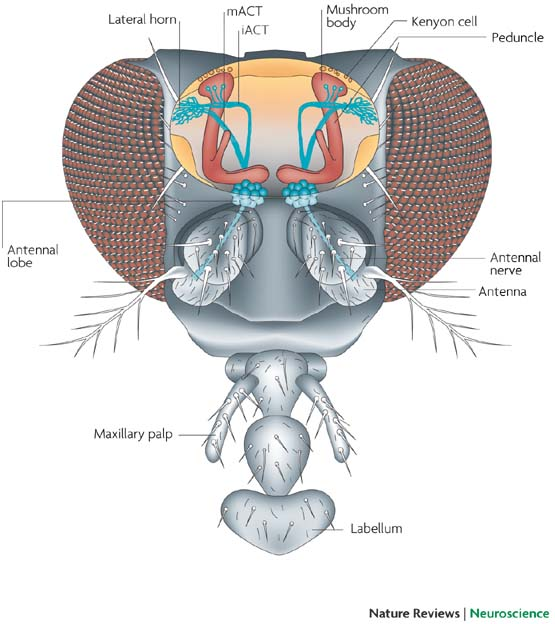 Lateral horn
mACT
iACT
Mushroom
body
Kenyon cell
Peduncle
Antennal
lobe
Antennal
nerve
Antenna
Maxillary palp
Labellum
Nature Reviews | Neuroscience